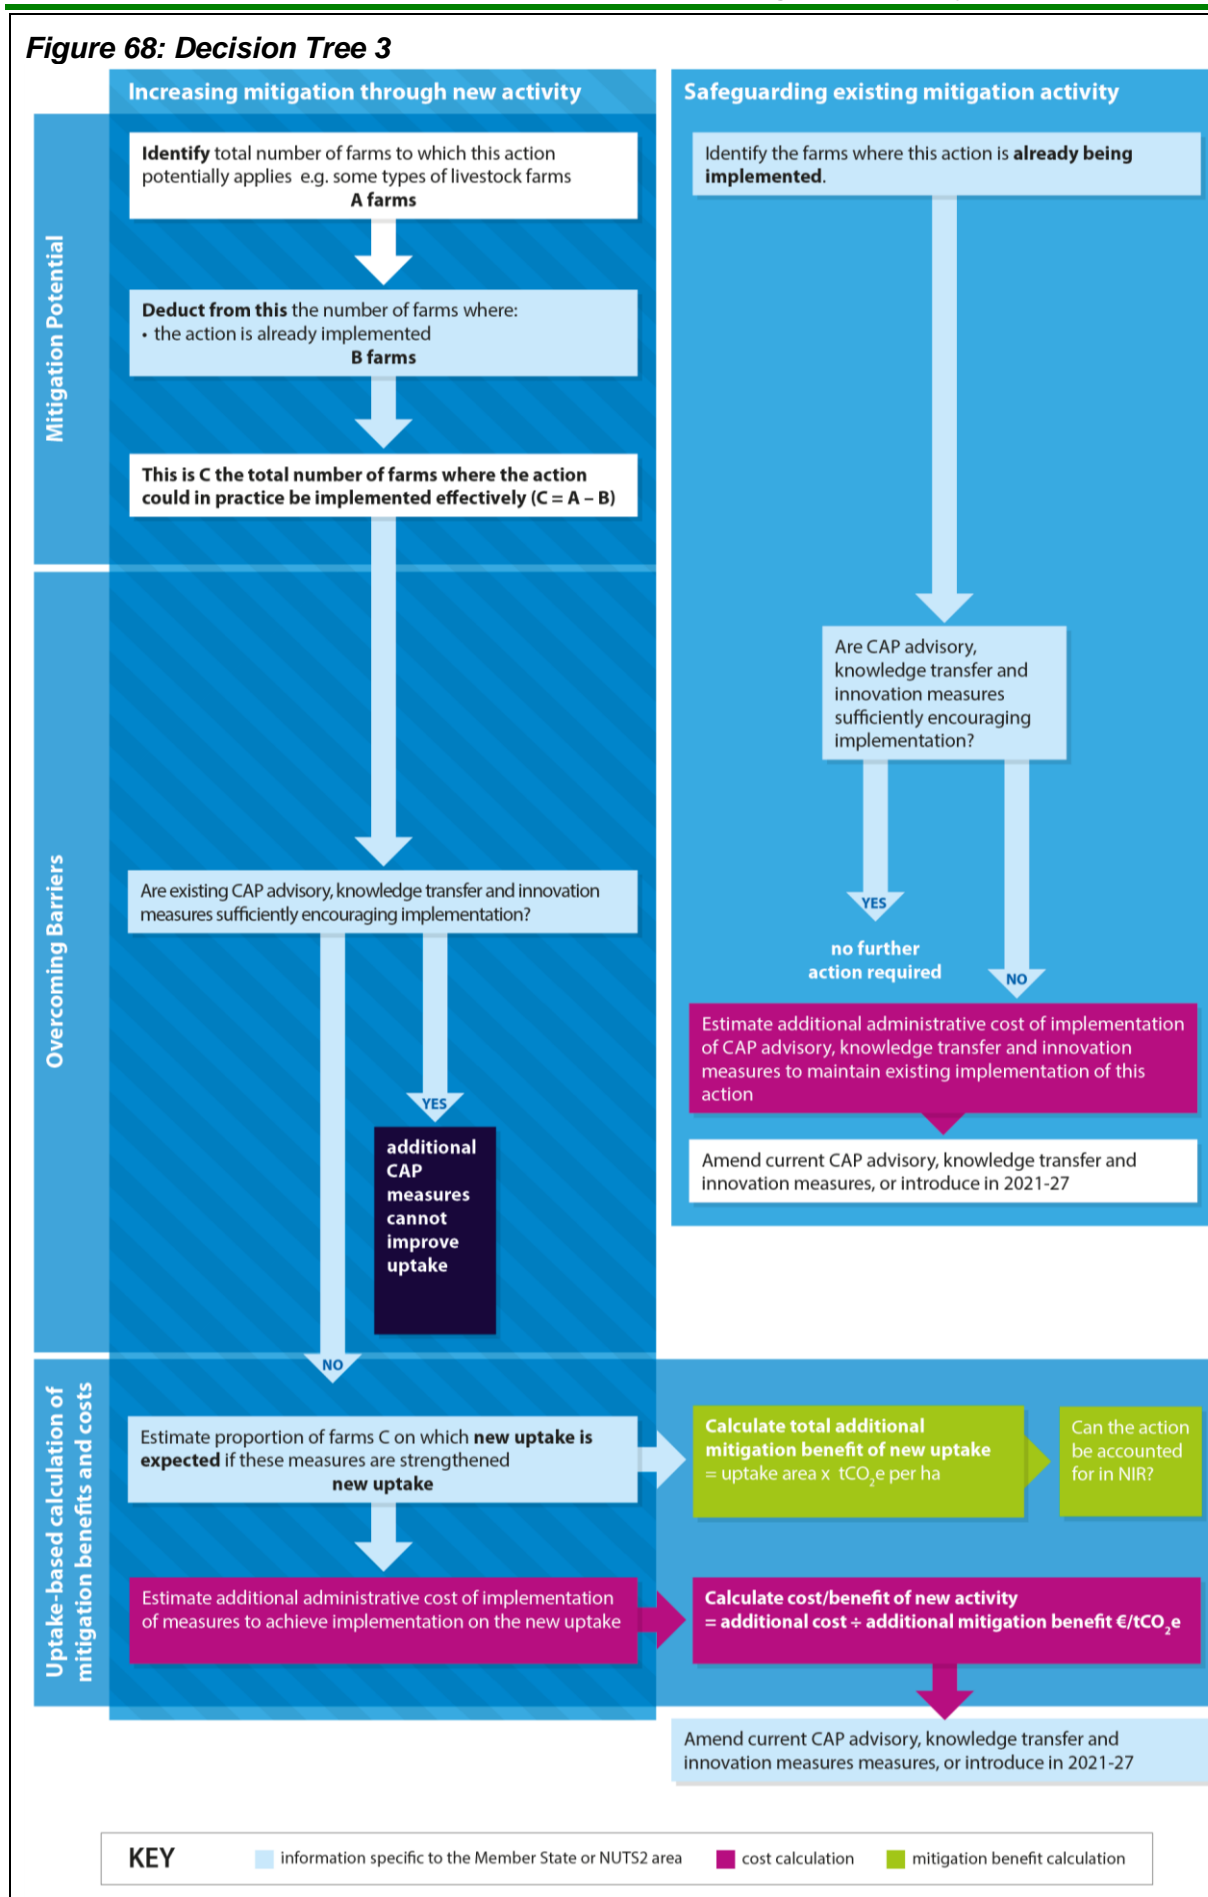 Figure 68: Decision Tree 3
Increasing mitigation through new activity
Safeguarding existing mitigation activity
Mitigation Potential
Identify total number of farms to which this action
potentially applies e.g. some types of livestock farms
A farms
Deduct from this the number of farms where:
• the action is already implemented
B farms
This is C the total number of farms where the action
could in practice be implemented effectively (C = A – B)
Identify the farms where this action is already being
implemented.
Overcoming Barriers
Are existing CAP advisory, knowledge transfer and innovation
measures sufficiently encouraging implementation?
YES
additional
CAP
measures
cannot
improve
uptake
NO
Are CAP advisory,
knowledge transfer and
innovation measures
sufficiently encouraging
implementation?
YES
no further
action required
NO
Estimate additional administrative cost of implementation
of CAP advisory, knowledge transfer and innovation
measures to maintain existing implementation of this
action
Amend current CAP advisory, knowledge transfer and
innovation measures, or introduce in 2021-27
Uptake-based calculation of
mitigation benefits and costs
Estimate proportion of farms C on which new uptake is
expected if these measures are strengthened
new uptake
Calculate total additional
mitigation benefit of new uptake
= uptake area x tCO₂e per ha
Can the action
be accounted
for in NIR?
Estimate additional administrative cost of implementation
of measures to achieve implementation on the new uptake
Calculate cost/benefit of new activity
= additional cost ÷ additional mitigation benefit €/tCO₂e
Amend current CAP advisory, knowledge transfer and
innovation measures measures, or introduce in 2021-27
KEY
information specific to the Member State or NUTS2 area
cost calculation
mitigation benefit calculation